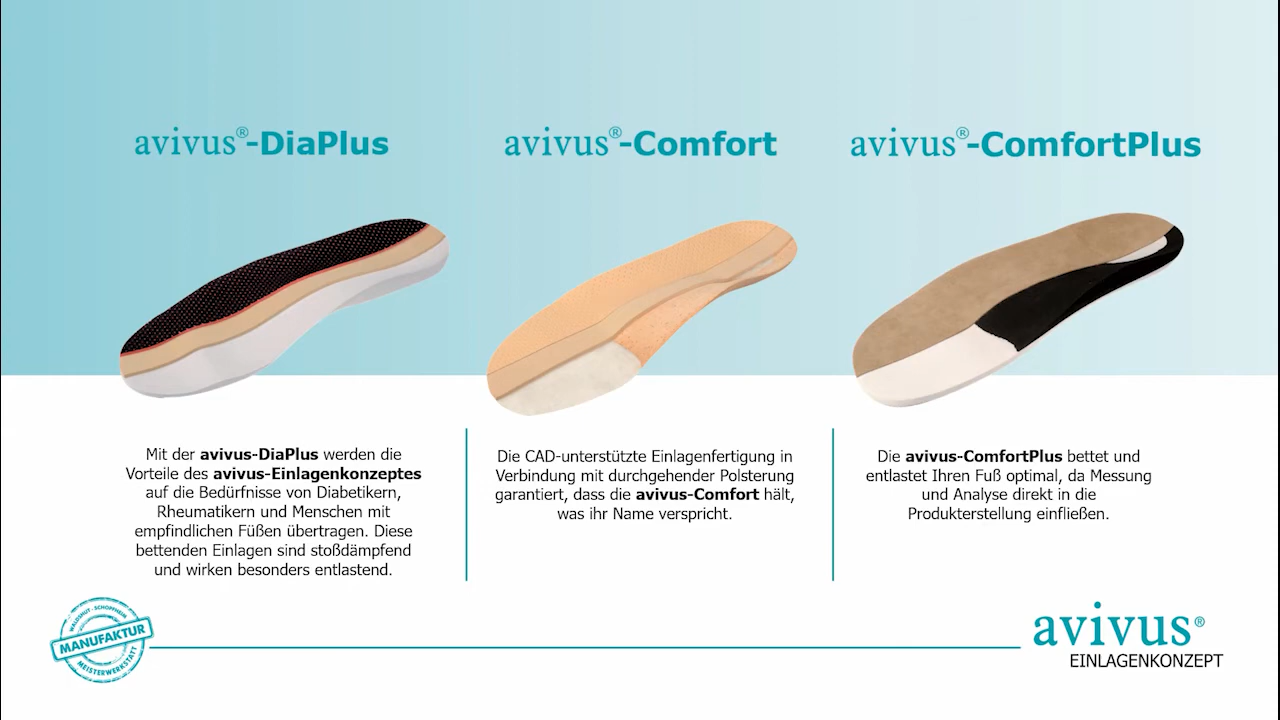 avivus®-DiaPlus
avivus®-Comfort
avivus®-ComfortPlus
Mit der avivus-DiaPlus werden die
Vorteile des avivus-Einlagenkonzeptes
auf die Bedürfnisse von Diabetikern,
Rheumatikern und Menschen mit
empfindlichen Füßen übertragen. Diese
bettenden Einlagen sind stoßdämpfend
und wirken besonders entlastend.
Die CAD-unterstützte Einlagenfertigung in
Verbindung mit durchgehender Polsterung
garantiert, dass die avivus-Comfort hält,
was ihr Name verspricht.
Die avivus-ComfortPlus bettet und
entlastet Ihren Fuß optimal, da Messung
und Analyse direkt in die
Produkterstellung einfließen.
WALDSHUT - SCHOPFHEIM
MANUFAKTUR
MEISTERWERKSTATT
avivus®
EINLAGENKONZEPT